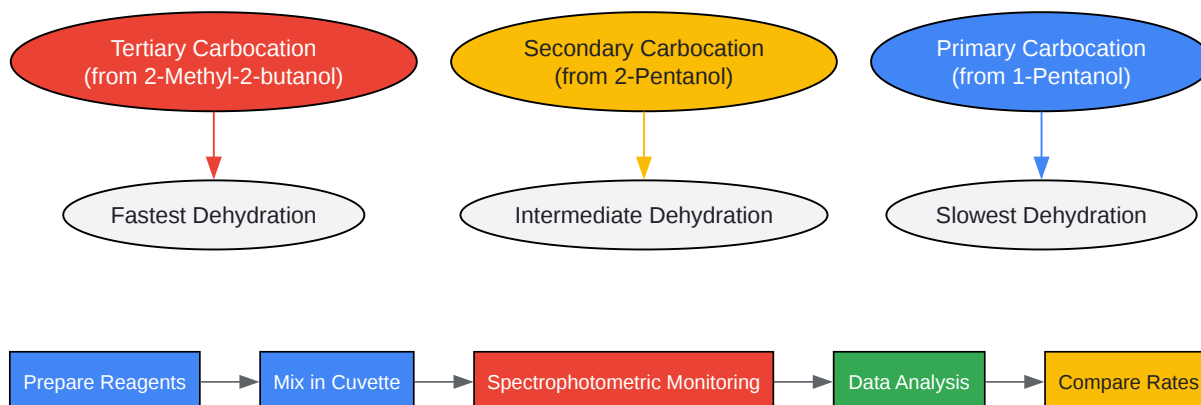 Tertiary Carbocation
(from 2-Methyl-2-butanol)
Secondary Carbocation
(from 2-Pentanol)
Primary Carbocation
(from 1-Pentanol)
Fastest Dehydration
Intermediate Dehydration
Slowest Dehydration
Prepare Reagents
Mix in Cuvette
Spectrophotometric Monitoring
Data Analysis
Compare Rates